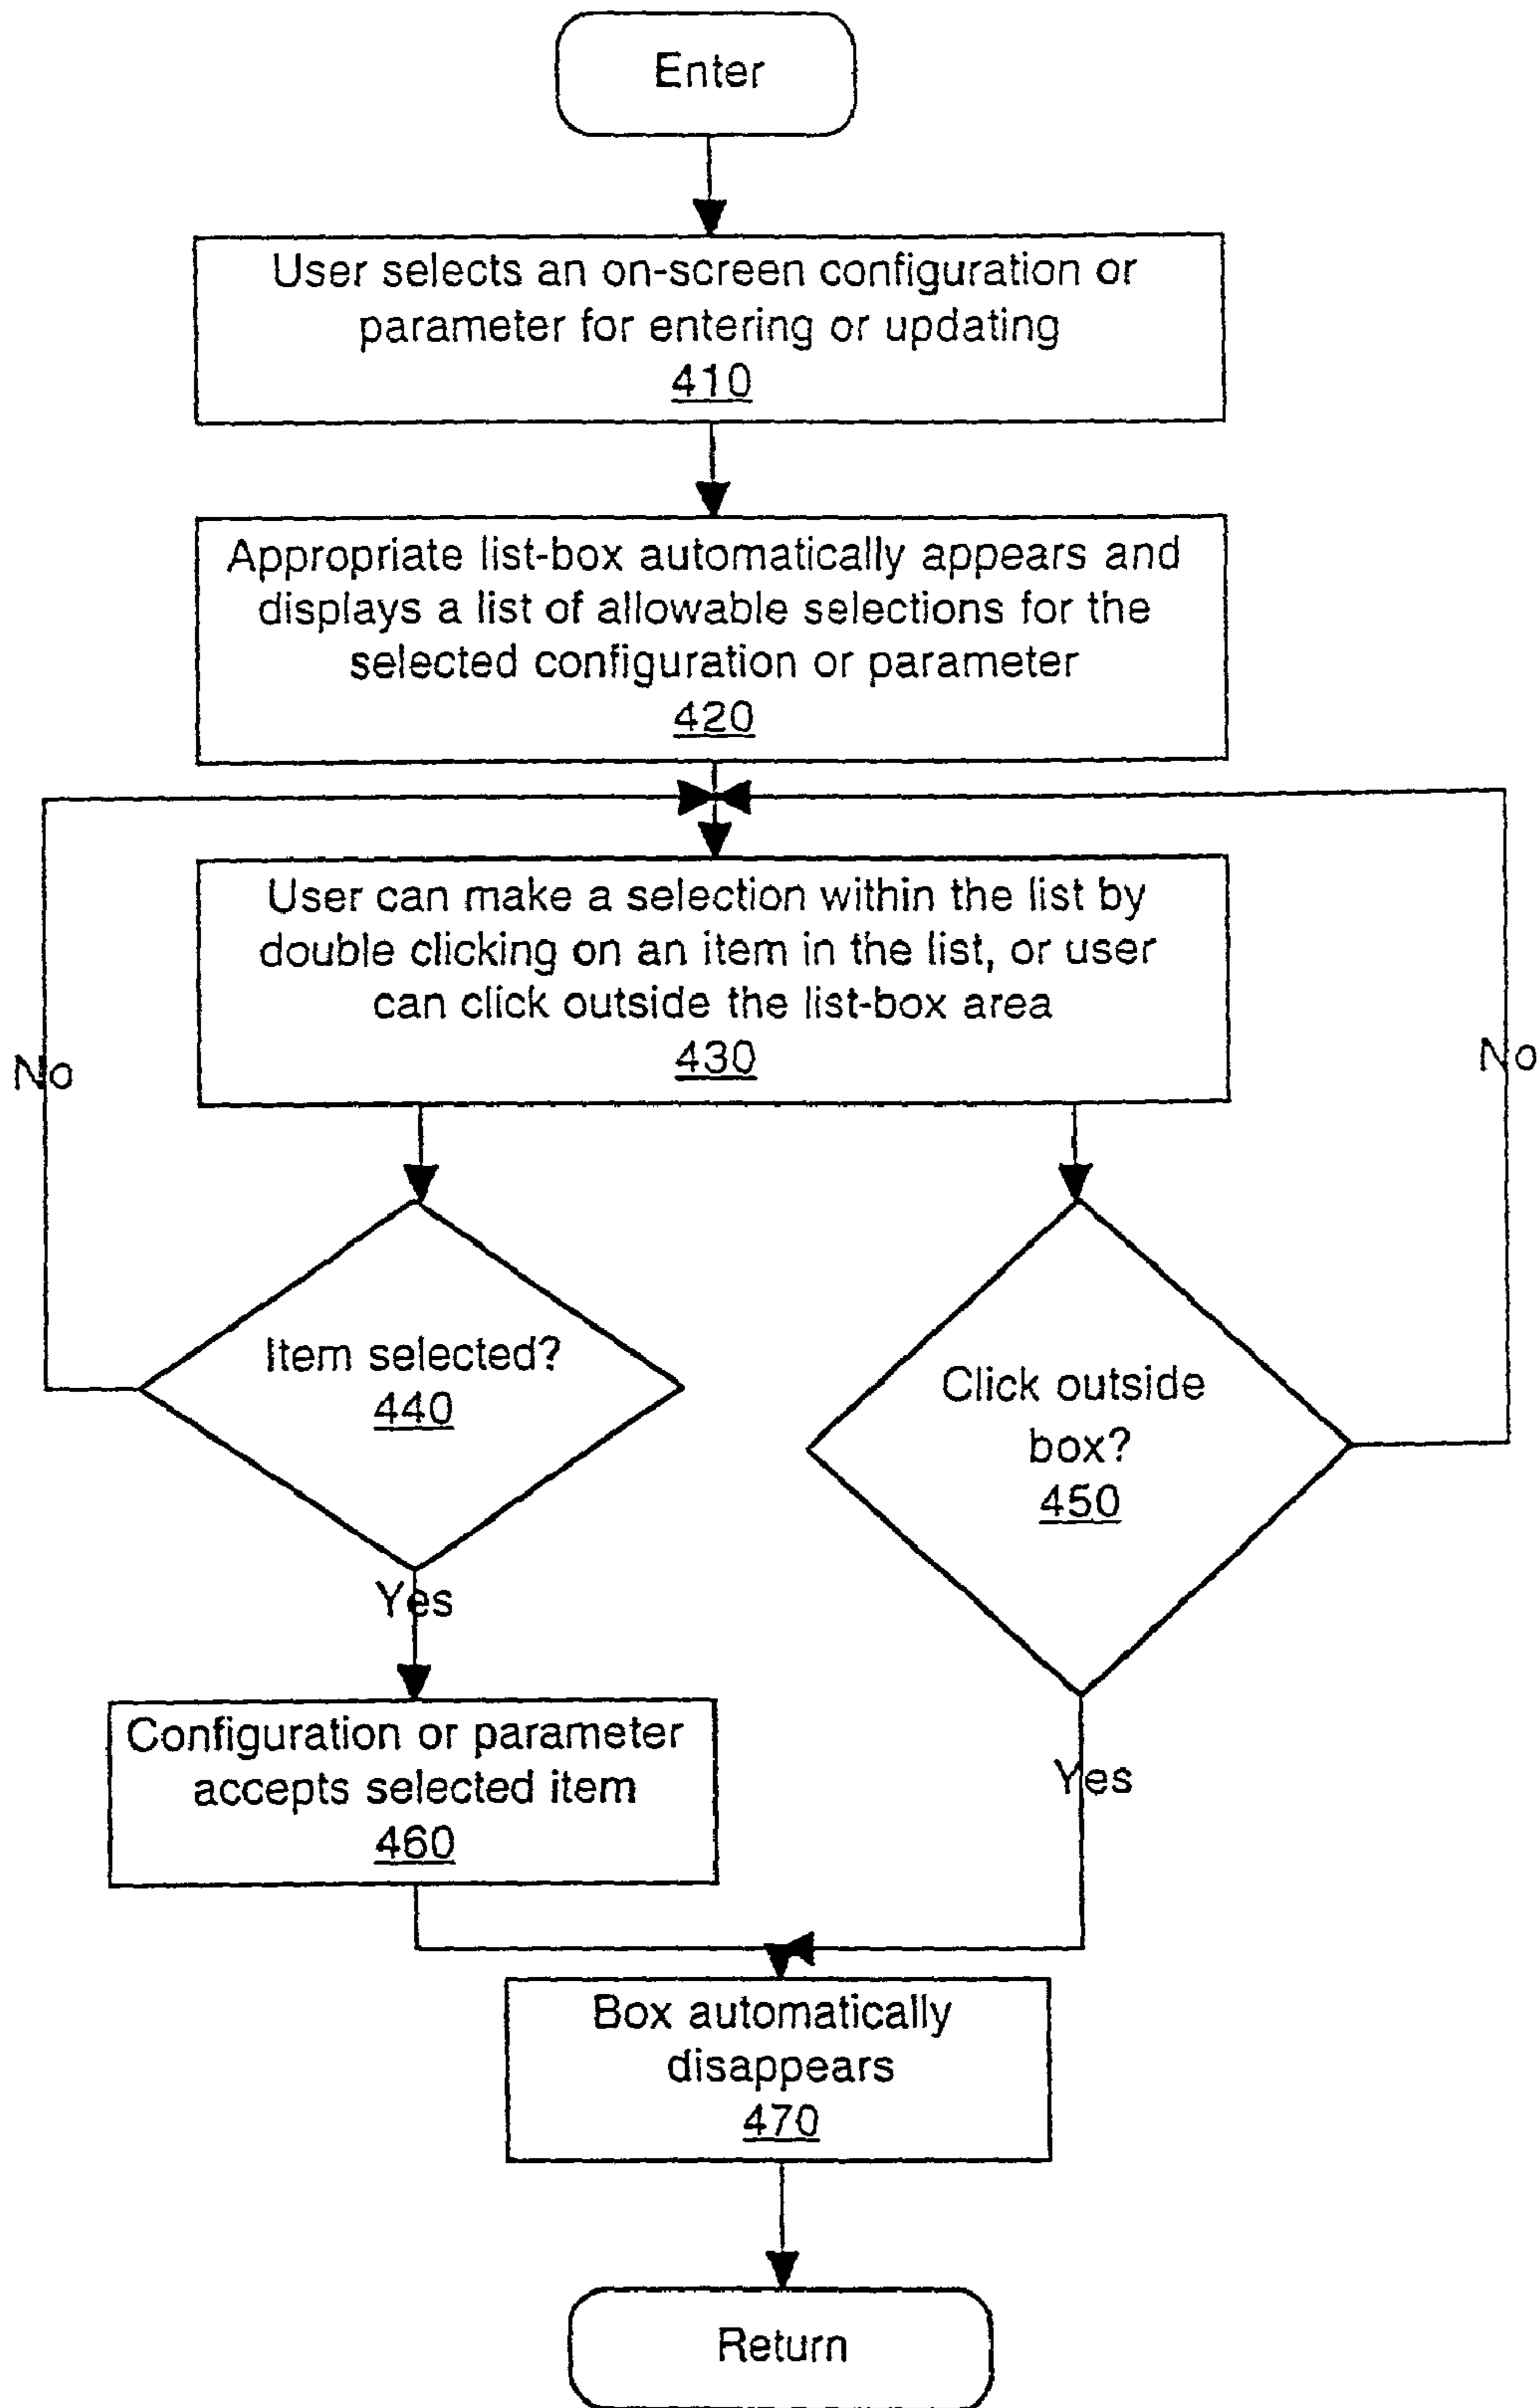 Enter
User selects an on-screen configuration or
parameter for entering or updating
410
Appropriate list-box automatically appears and
displays a list of allowable selections for the
selected configuration or parameter
420
User can make a selection within the list by
double clicking on an item in the list, or user
can click outside the list-box area
430
No
No
Item selected?
440
Click outside
box?
450
Yes
Configuration or parameter
accepts selected item
460
Yes
Box automatically
disappears
470
Return